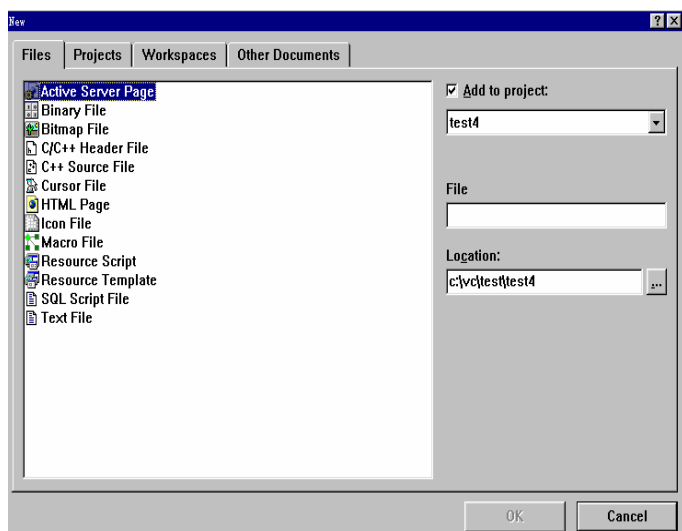 New
Files Projects Workspaces Other Documents
Active Server Page
Binary File
Bitmap File
C/C++ Header File
C++ Source File
Cursor File
HTML Page
Icon File
Macro File
Resource Script
Resource Template
SQL Script File
Text File
Add to project:
test4
File
Location:
c:\vc\test\test4
...
OK Cancel